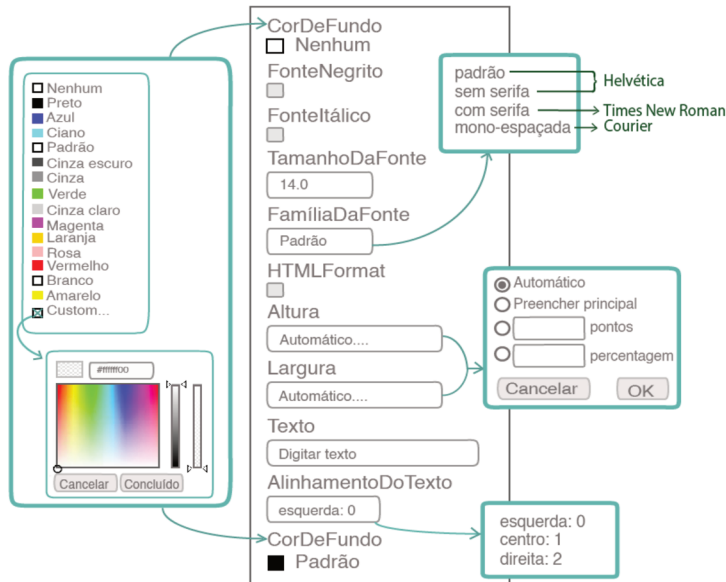 CorDeFundo
Nenhum
FonteNegrito
FonteItálico
TamanhoDaFonte
14.0
FamíliaDaFonte
Padrão
HTMLFormat
Altura
Automático....
Largura
Automático....
Texto
Digitar texto
AlinhamentoDoTexto
esquerda: 0
CorDeFundo
Padrão
Nenhum
Preto
Azul
Ciano
Padrão
Cinza escuro
Cinza
Verde
Cinza claro
Magenta
Laranja
Rosa
Vermelho
Branco
Amarelo
Custom...
#ffffff00
Cancelar Concluído
padrão
sem serifa
Helvética
com serifa Times New Roman
mono-espaçada Courier
Automático
Preencher principal
pontos
percentagem
Cancelar OK
esquerda: 0
centro: 1
direita: 2